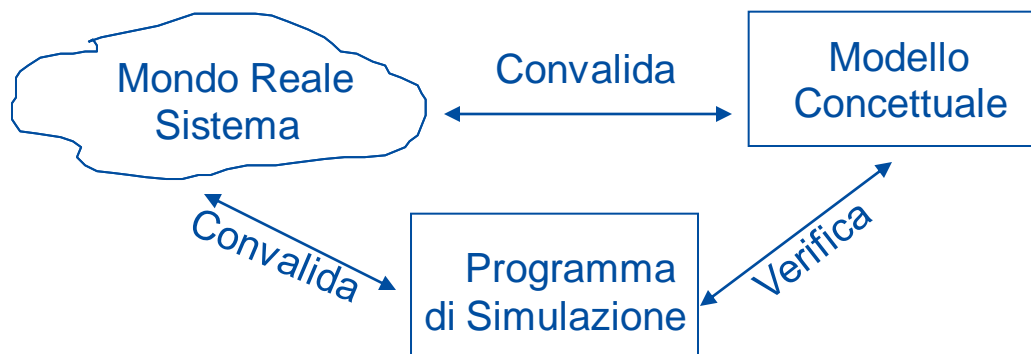 Mondo Reale
Sistema
Convalida
Modello
Concettuale
Convalida
Programma
di Simulazione
Verifica